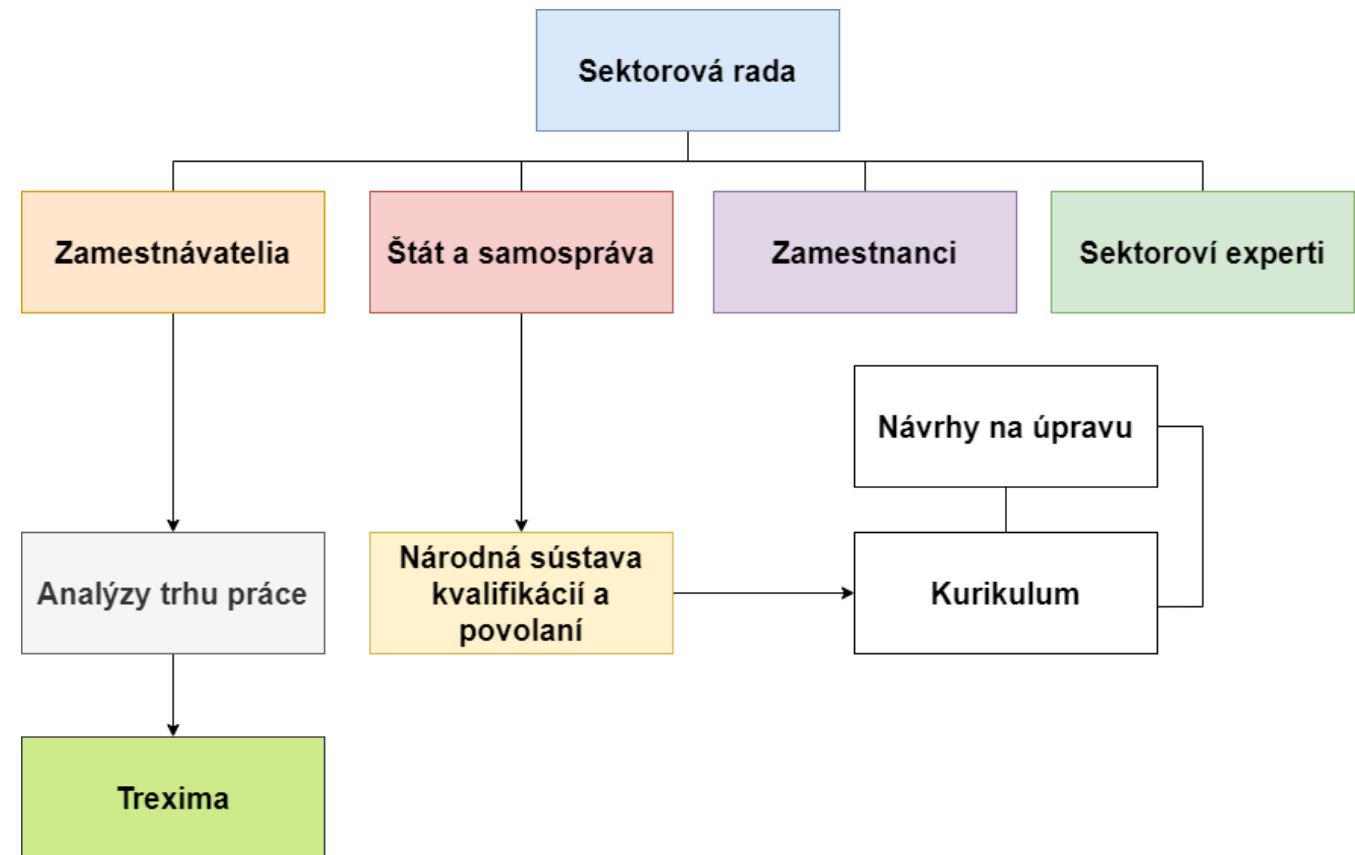 Sektorová rada
Zamestnávatelia
Štát a samospráva
Zamestnanci
Sektoroví experti
Návrhy na úpravu
Analýzy trhu práce
Národná sústava
kvalifikácií a
povolaní
Kurikulum
Trexima